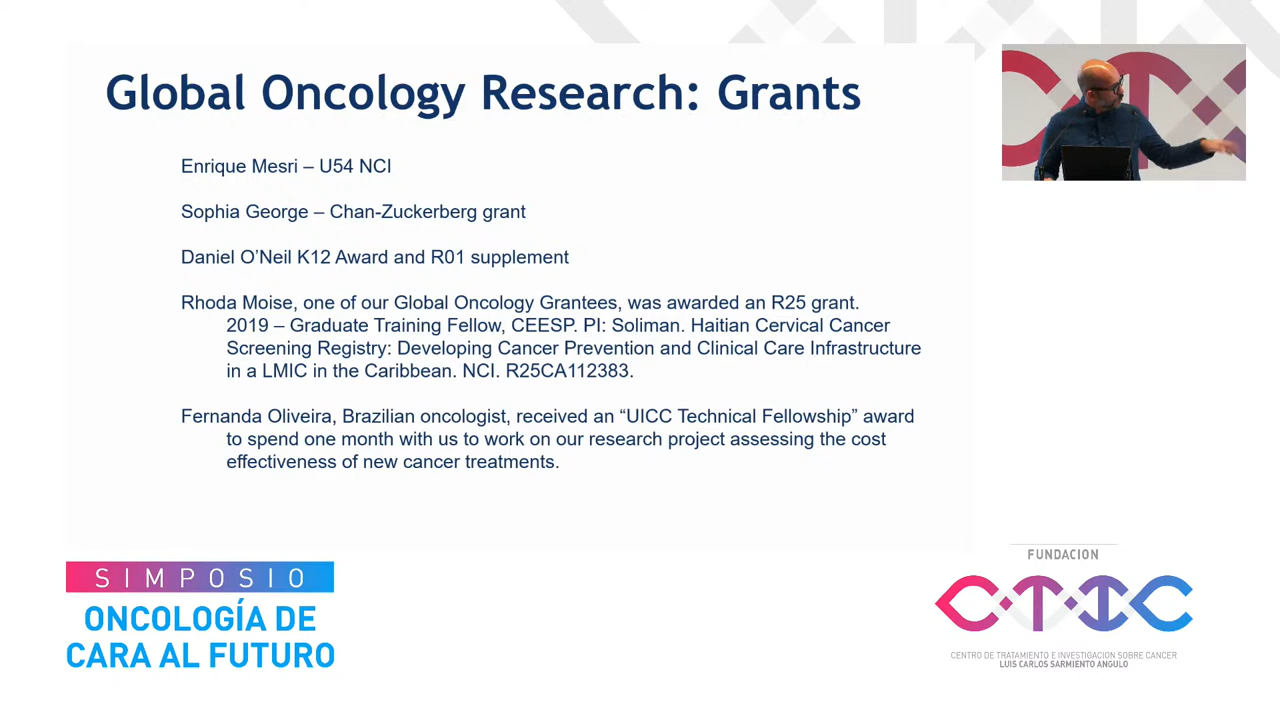 Global Oncology Research: Grants
Enrique Mesri – U54 NCI
Sophia George – Chan-Zuckerberg grant
Daniel O’Neil K12 Award and R01 supplement
Rhoda Moise, one of our Global Oncology Grantees, was awarded an R25 grant.
2019 – Graduate Training Fellow, CEESP. PI: Soliman. Haitian Cervical Cancer
Screening Registry: Developing Cancer Prevention and Clinical Care Infrastructure
in a LMIC in the Caribbean. NCI. R25CA112383.
Fernanda Oliveira, Brazilian oncologist, received an “UICC Technical Fellowship” award
to spend one month with us to work on our research project assessing the cost
effectiveness of new cancer treatments.
SIMPOSIO
ONCOLOGÍA DE
CARA AL FUTURO
FUNDACION
CTIC
CENTRO DE TRATAMIENTO E INVESTIGACION SOBRE CANCER
LUIS CARLOS SARMIENTO ANGULO